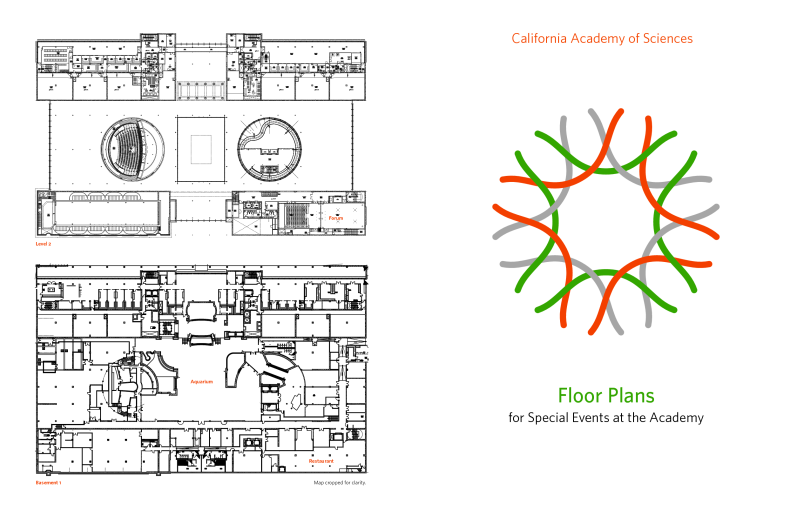 Forum
Level 2
Aquarium
Restaurant
Basement 1
Map cropped for clarity.
California Academy of Sciences
Floor Plans
for Special Events at the Academy